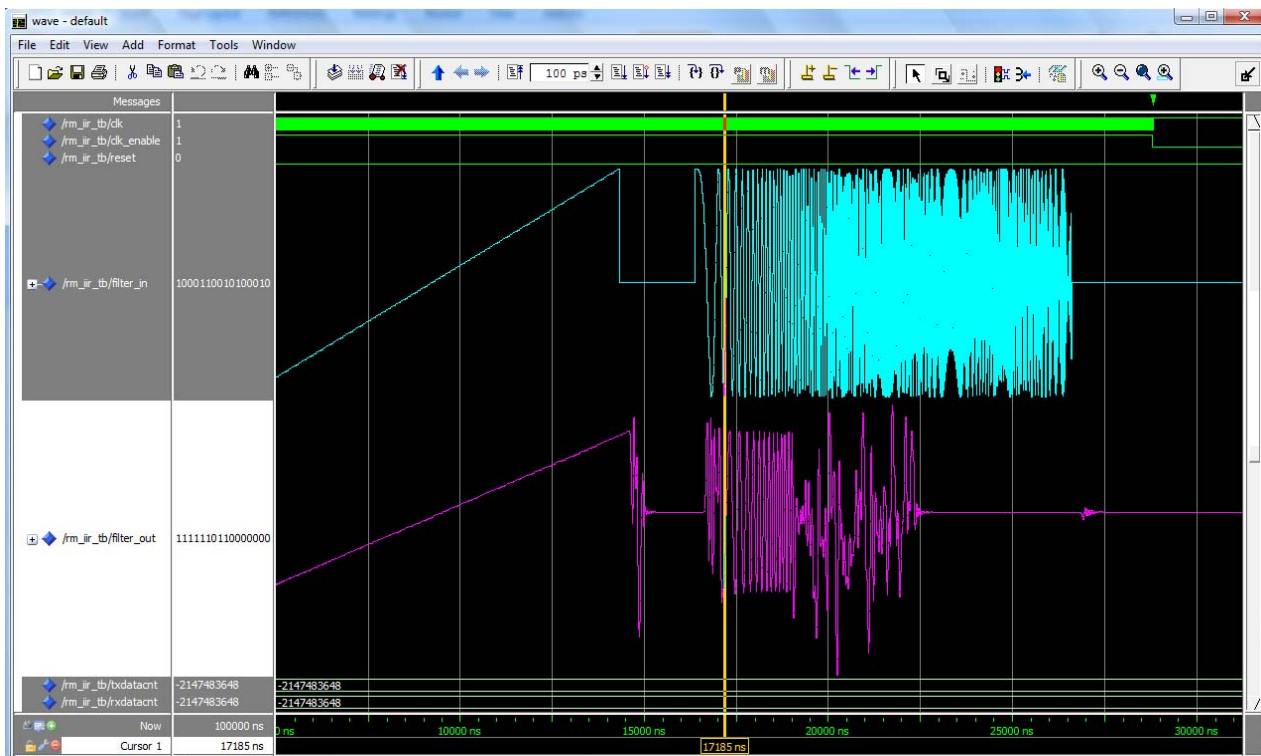 wave - default
File Edit View Add Format Tools Window
100 ps
Messages
/rm_iir_tb/clk 1
/rm_iir_tb/clk_enable 1
/rm_iir_tb/reset 0
/rm_iir_tb/filter_in 1000110010100010
/rm_iir_tb/filter_out 1111110110000000
/rm_iir_tb/txdatacnt -2147483648 -2147483648
/rm_iir_tb/rxdatacnt -2147483648 -2147483648
Now 100000 ns 0 ns 10000 ns 15000 ns 20000 ns 25000 ns 30000 ns
Cursor 1 17185 ns 17185 ns